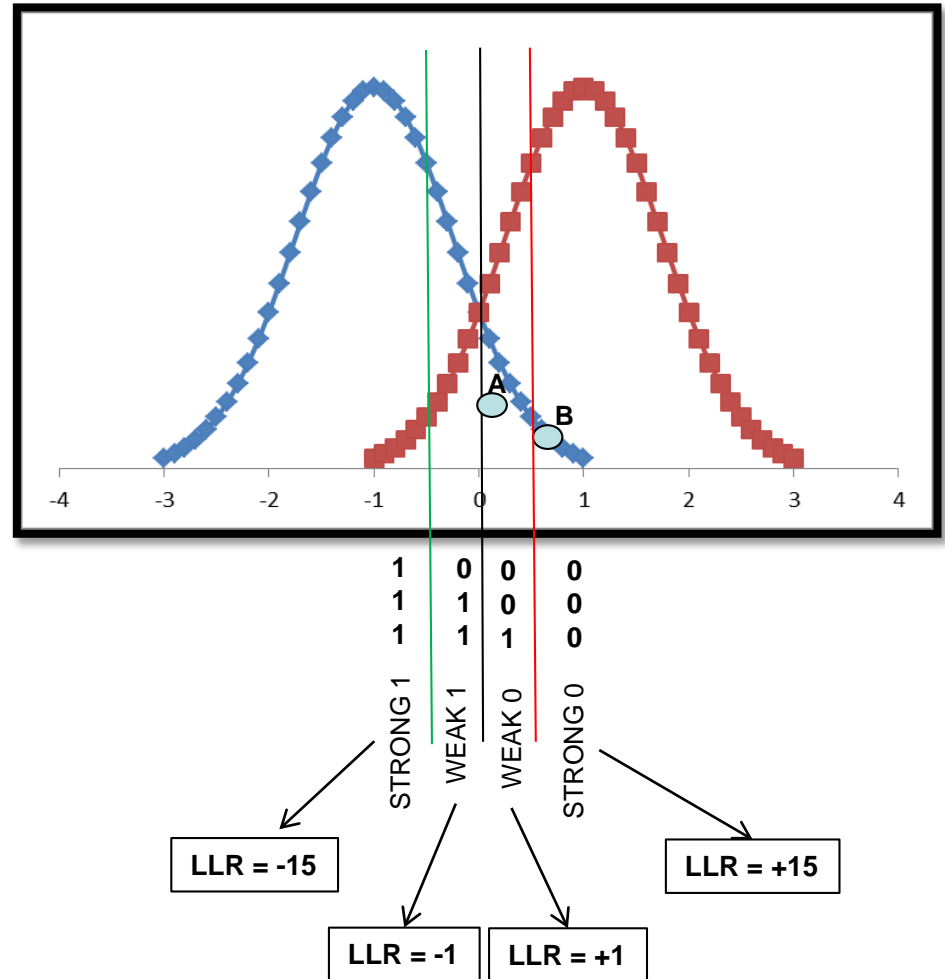 A
B
-4 -3 -2 -1 0 1 2 3 4
1 0 0 0
1 1 0 0
1 1 1 0
STRONG 1
WEAK 1
WEAK 0
STRONG 0
LLR = -15
LLR = +15
LLR = -1
LLR = +1